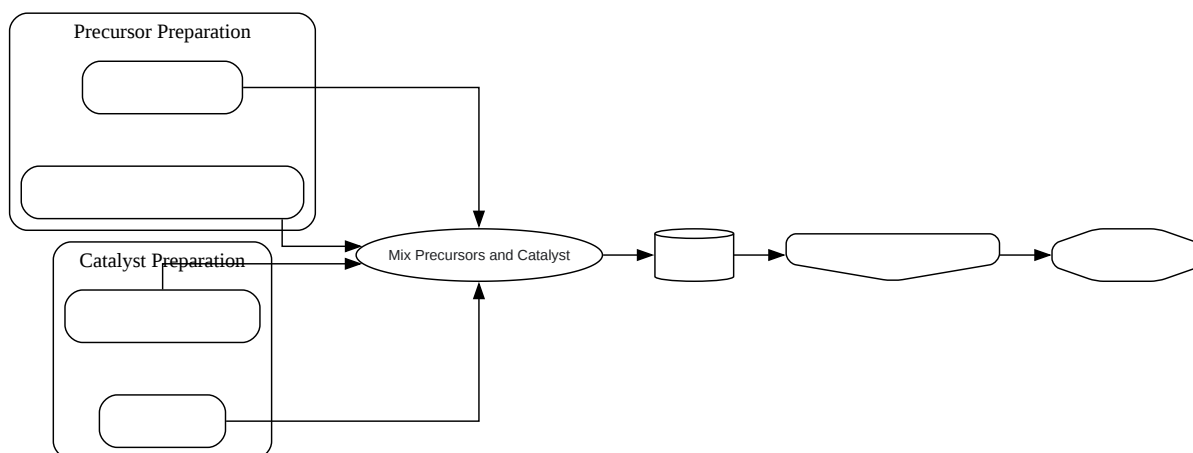 Precursor Preparation
Catalyst Preparation
Mix Precursors and Catalyst